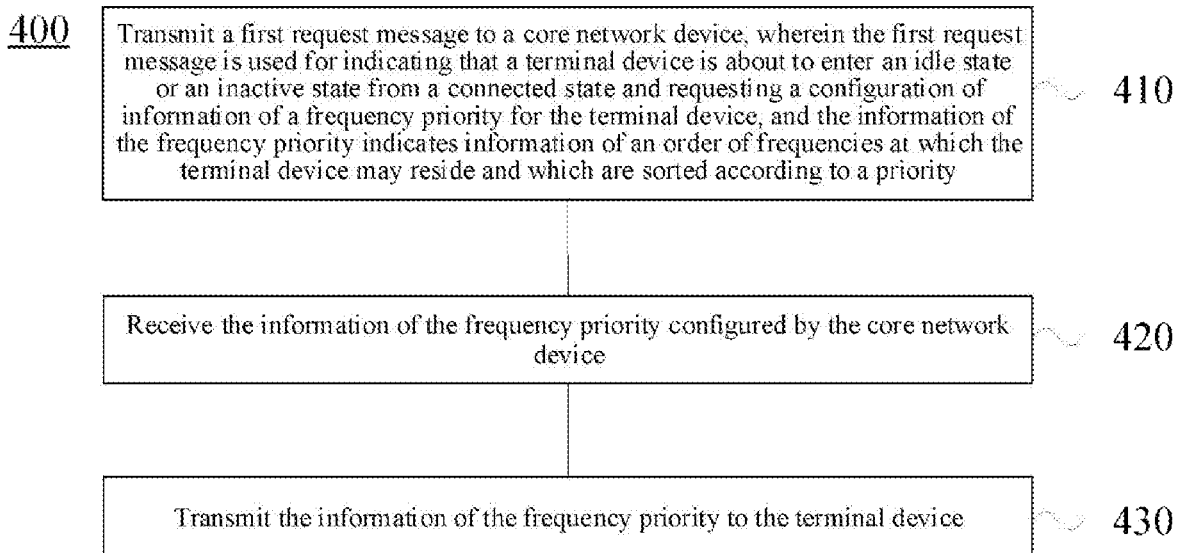 400
Transmit a first request message to a core network device, wherein the first request
message is used for indicating that a terminal device is about to enter an idle state
or an inactive state from a connected state and requesting a configuration of
information of a frequency priority for the terminal device, and the information of
the frequency priority indicates information of an order of frequencies at which the
terminal device may reside and which are sorted according to a priority
410
Receive the information of the frequency priority configured by the core network
device
420
Transmit the information of the frequency priority to the terminal device
430